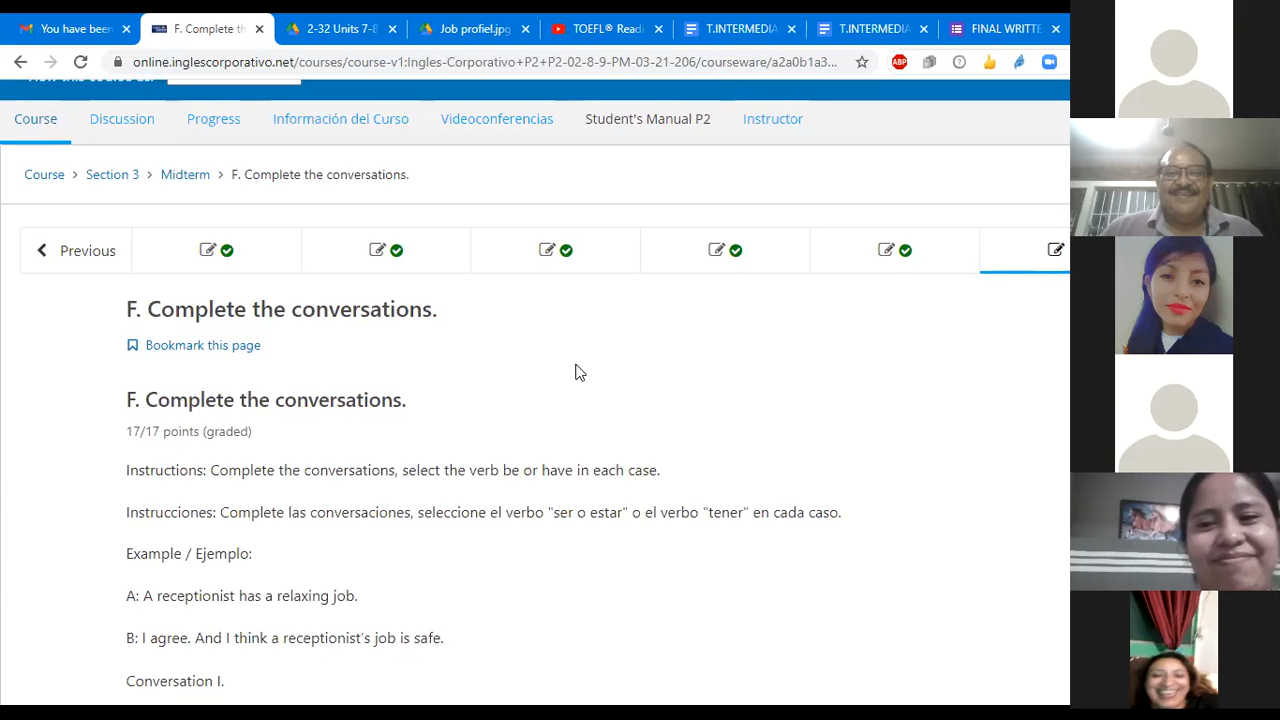 You have been
F. Complete th
2-32 Units 7-8
Job profiel.jpg
TOEFL® Readi
T.INTERMEDIA
T.INTERMEDIA
FINAL WRITTE
online.inglescorporativo.net/courses/course-v1:Ingles-Corporativo+P2+P2-02-8-9-PM-03-21-206/courseware/a2a0b1a3...
ABP
Course Discussion Progress Información del Curso Videoconferencias Student's Manual P2 Instructor
Course > Section 3 > Midterm > F. Complete the conversations.
Previous
F. Complete the conversations.
Bookmark this page
F. Complete the conversations.
17/17 points (graded)
Instructions: Complete the conversations, select the verb be or have in each case.
Instrucciones: Complete las conversaciones, seleccione el verbo "ser o estar" o el verbo "tener" en cada caso.
Example / Ejemplo:
A: A receptionist has a relaxing job.
B: I agree. And I think a receptionist's job is safe.
Conversation I.